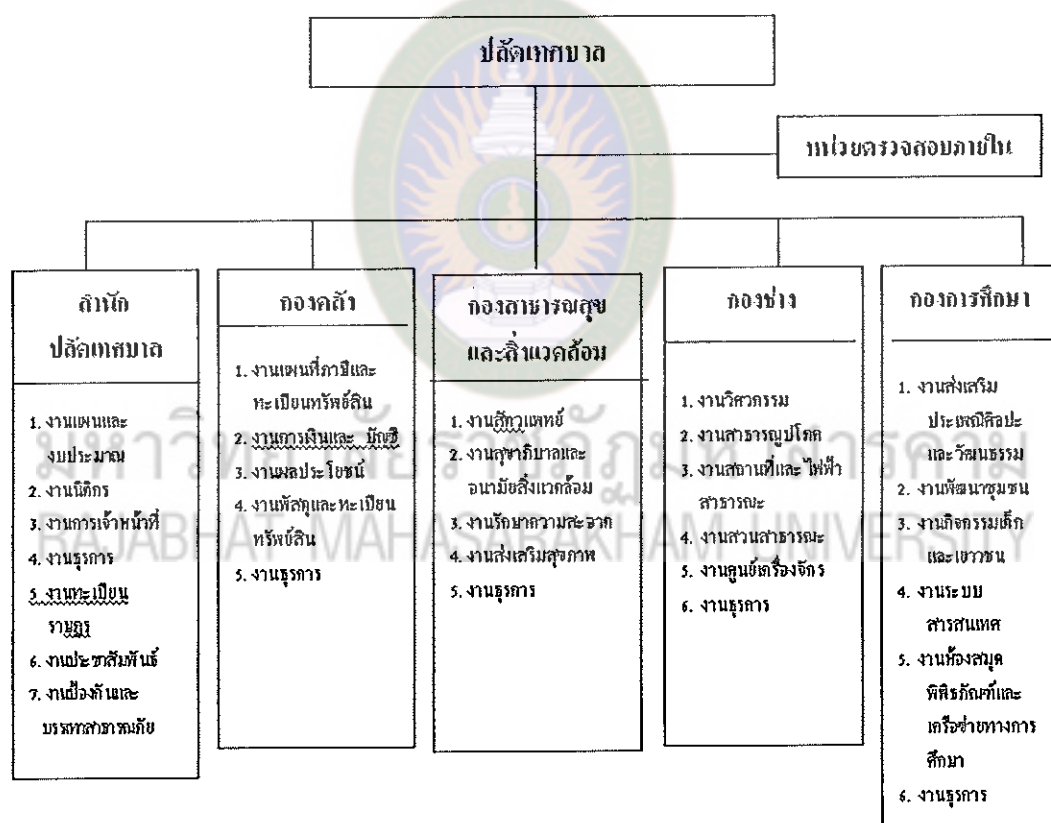 ปลัดเทศบาล
หน่วยตรวจสอบภายใน
สำนัก
ปลัดเทศบาล
1. งานแผนและ
งบประมาณ
2. งานนิติกร
3. งานการเจ้าหน้าที่
4. งานธุรการ
5. งานทะเบียน
ราษฎร
6. งานประชาสัมพันธ์
7. งานป้องกันและ
บรรเทาสาธารณภัย
กองคลัง
1. งานแผนที่ภาษีและ
ทะเบียนทรัพย์สิน
2. งานการเงินและ บัญชี
3. งานผลประโยชน์
4. งานพัสดุและทะเบียน
ทรัพย์สิน
5. งานธุรการ
กองสาธารณสุข
และสิ่งแวดล้อม
1. งานสัตวแพทย์
2. งานสุขาภิบาลและ
อนามัยสิ่งแวดล้อม
3. งานรักษาความสะอาด
4. งานส่งเสริมสุขภาพ
5. งานธุรการ
กองช่าง
1. งานวิศวกรรม
2. งานสาธารณูปโภค
3. งานสถานที่และไฟฟ้า
สาธารณะ
4. งานสวนสาธารณะ
5. งานศูนย์เครื่องจักร
6. งานธุรการ
กองการศึกษา
1. งานส่งเสริม
ประเพณีศิลปะ
และวัฒนธรรม
2. งานพัฒนาชุมชน
3. งานกิจกรรมเด็ก
และเยาวชน
4. งานระบบ
สารสนเทศ
5. งานห้องสมุด
พิพิธภัณฑ์และ
เครือข่ายทางการ
ศึกษา
6. งานธุรการ
มหาวิทยาลัยราชภัฏมหาสารคาม
RAJABHAT MAHASARAKHAM UNIVERSITY